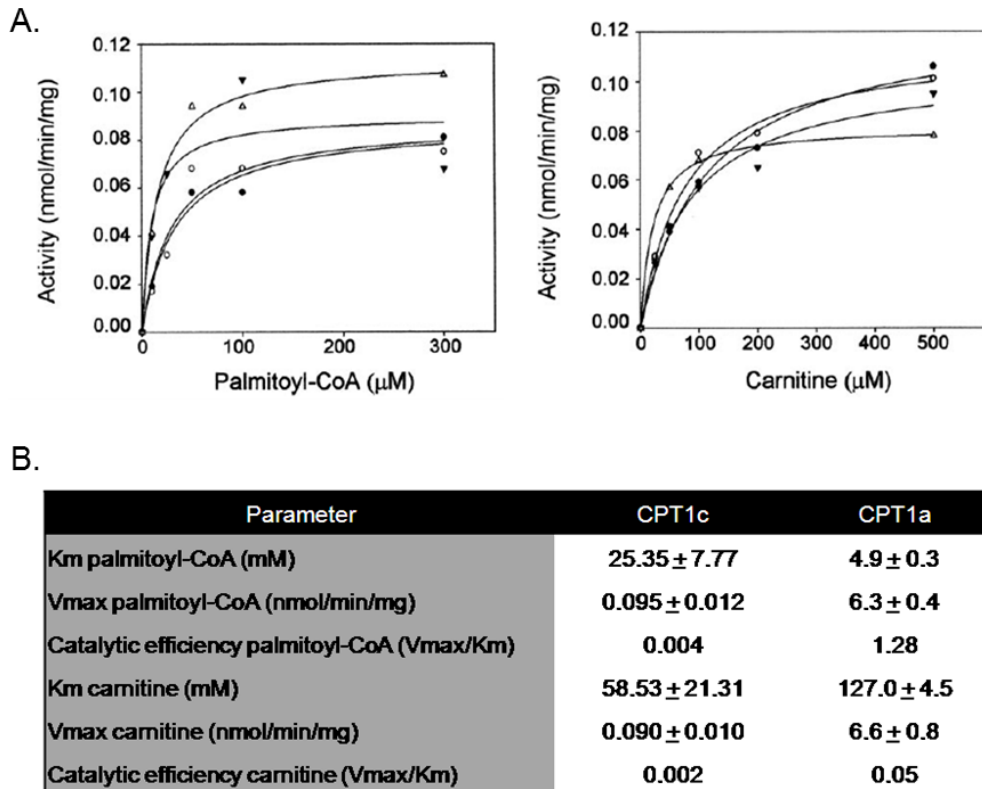 A.
Activity (nmol/min/mg)
0.12
0.10
0.08
0.06
0.04
0.02
0.00
0 100 200 300
Palmitoyl-CoA (μM)
Activity (nmol/min/mg)
0.12
0.10
0.08
0.06
0.04
0.02
0.00
0 100 200 300 400 500
Carnitine (μM)
B.
Parameter CPT1c CPT1a
Km palmitoyl-CoA (mM) 25.35 ± 7.77 4.9 ± 0.3
Vmax palmitoyl-CoA (nmol/min/mg) 0.095 ± 0.012 6.3 ± 0.4
Catalytic efficiency palmitoyl-CoA (Vmax/Km) 0.004 1.28
Km carnitine (mM) 58.53 ± 21.31 127.0 ± 4.5
Vmax carnitine (nmol/min/mg) 0.090 ± 0.010 6.6 ± 0.8
Catalytic efficiency carnitine (Vmax/Km) 0.002 0.05